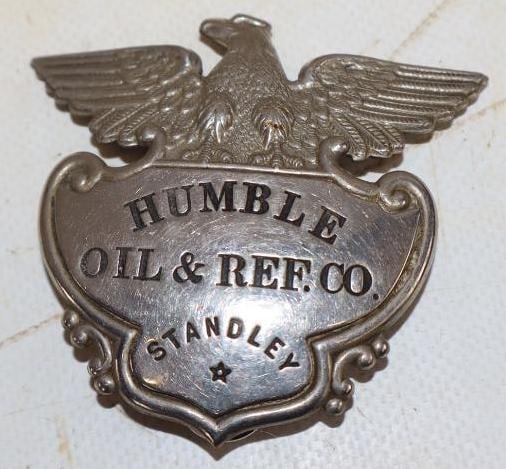 HUMBLE
OIL & REF. CO.
STANDLEY